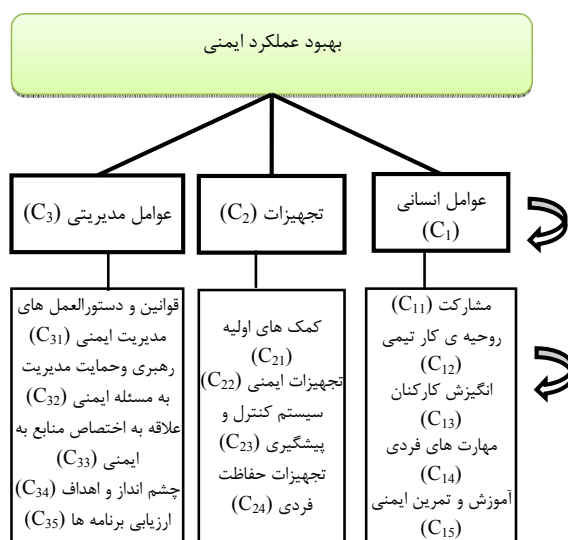 بهبود عملکرد ایمنی
عوامل انسانی
(C₁)
تجهیزات (C₂)
عوامل مدیریتی (C₃)
مشارکت (C₁₁)
روحیه ی کار تیمی
(C₁₂)
انگیزش کارکنان
(C₁₃)
مهارت های فردی
(C₁₄)
آموزش و تمرین ایمنی
(C₁₅)
کمک های اولیه
(C₂₁)
تجهیزات ایمنی (C₂₂)
سیستم کنترل و
پیشگیری (C₂₃)
تجهیزات حفاظت
فردی (C₂₄)
قوانین و دستورالعمل های
مدیریت ایمنی (C₃₁)
رهبری وحمایت مدیریت
به مسئله ایمنی (C₃₂)
علاقه به اختصاص منابع به
ایمنی (C₃₃)
چشم انداز و اهداف (C₃₄)
ارزیابی برنامه ها (C₃₅)